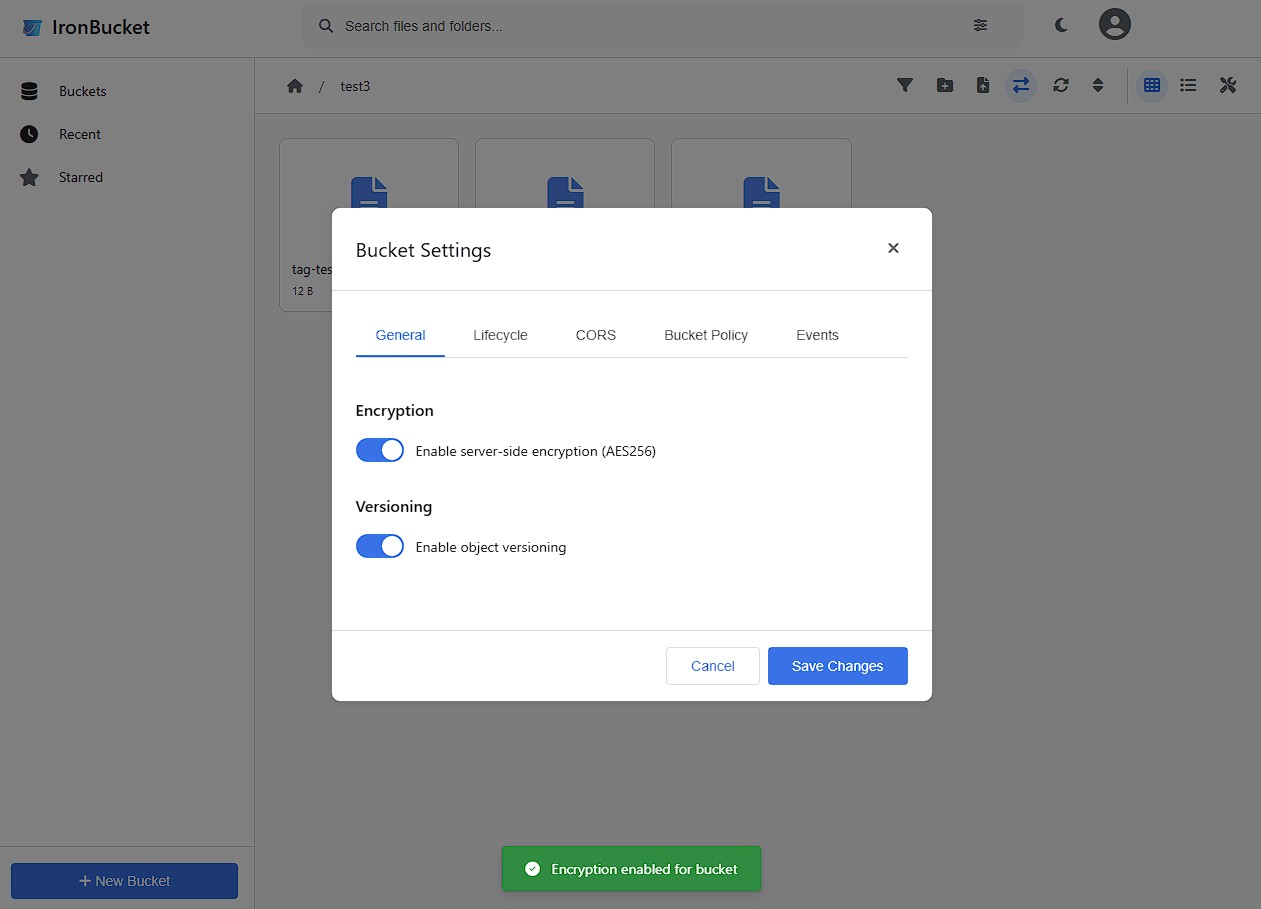 IronBucket
Search files and folders...
Buckets
Recent
Starred
/ test3
tag-tes
12 B
Bucket Settings
General Lifecycle CORS Bucket Policy Events
Encryption
Enable server-side encryption (AES256)
Versioning
Enable object versioning
Cancel Save Changes
Encryption enabled for bucket
+ New Bucket